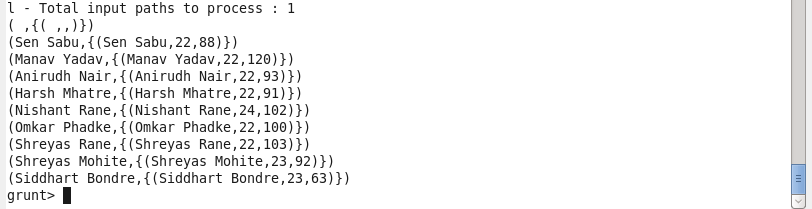 l - Total input paths to process : 1
( ,{( ,,)})
(Sen Sabu,{(Sen Sabu,22,88)})
(Manav Yadav,{(Manav Yadav,22,120)})
(Anirudh Nair,{(Anirudh Nair,22,93)})
(Harsh Mhatre,{(Harsh Mhatre,22,91)})
(Nishant Rane,{(Nishant Rane,24,102)})
(Omkar Phadke,{(Omkar Phadke,22,100)})
(Shreyas Rane,{(Shreyas Rane,22,103)})
(Shreyas Mohite,{(Shreyas Mohite,23,92)})
(Siddhart Bondre,{(Siddhart Bondre,23,63)})
grunt>